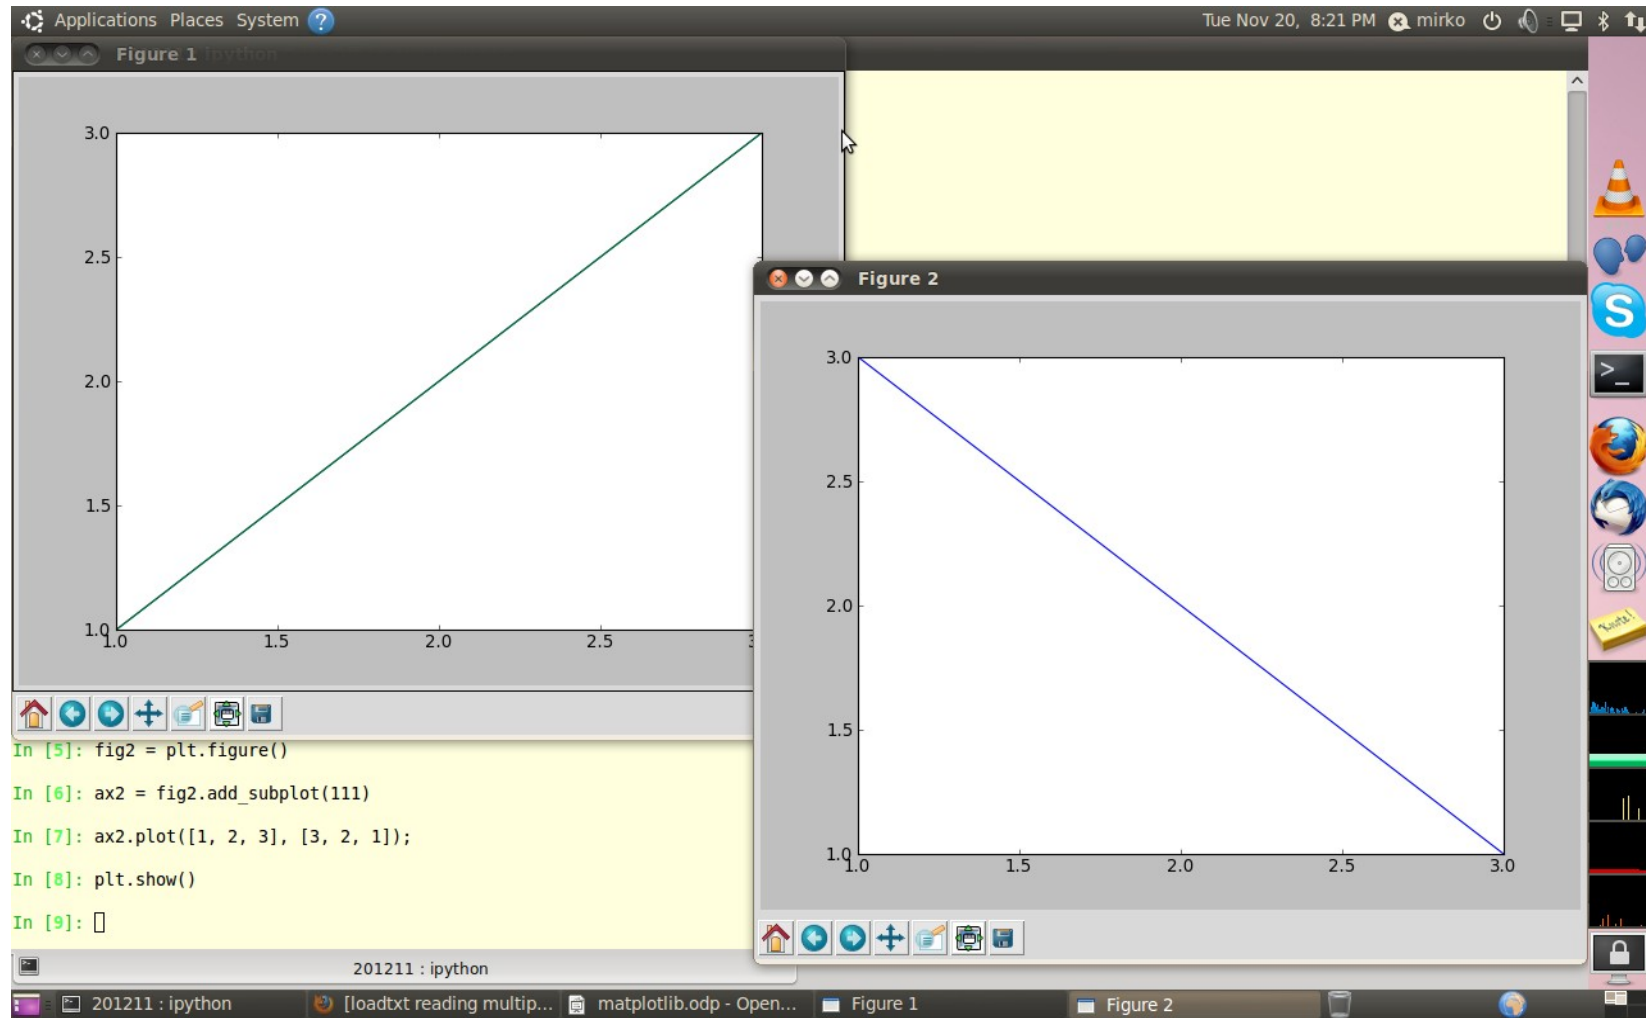 Applications Places System ?
Tue Nov 20, 8:21 PM mirko
Figure 1 ipython
3.0
2.5
2.0
1.5
1.0
1.0 1.5 2.0 2.5
Figure 2
3.0
2.5
2.0
1.5
1.0
1.0 1.5 2.0 2.5 3.0
In [5]: fig2 = plt.figure()
In [6]: ax2 = fig2.add_subplot(111)
In [7]: ax2.plot([1, 2, 3], [3, 2, 1]);
In [8]: plt.show()
In [9]:
201211 : ipython
201211 : ipython
[loadtxt reading multip...
matplotlib.odp - Open...
Figure 1
Figure 2
S
>_